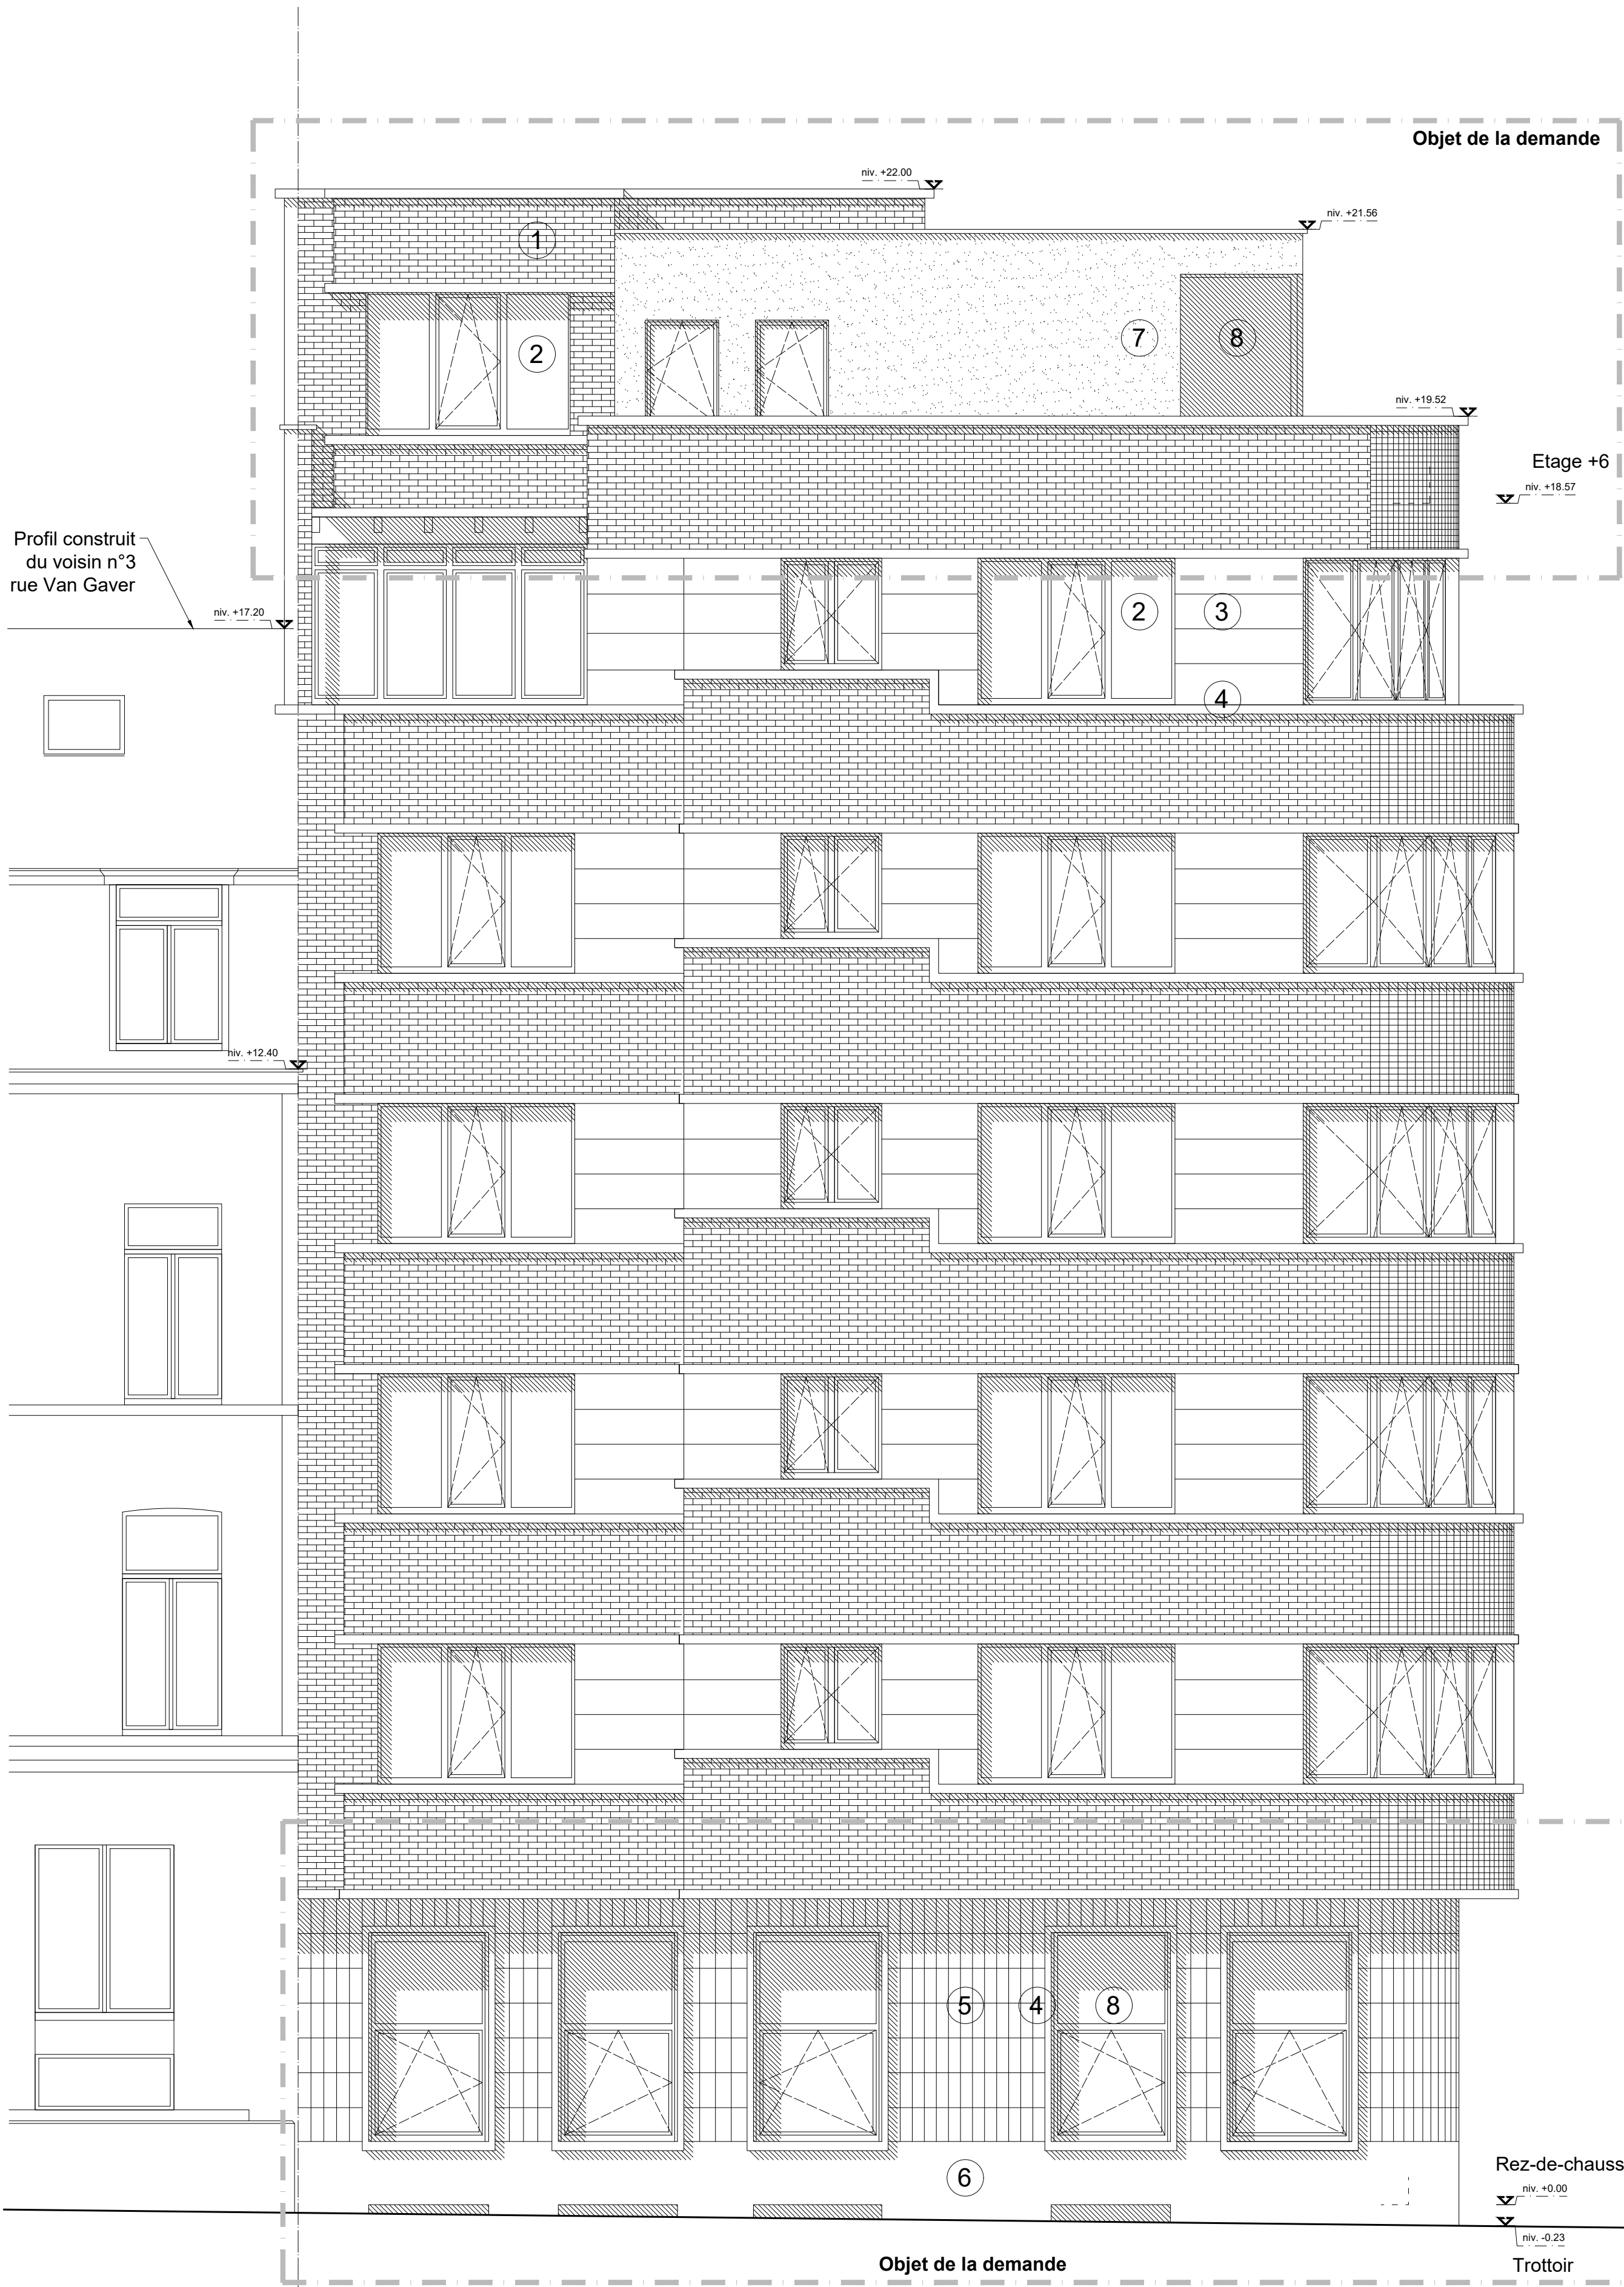 Objet de la demande
niv. +22.00
niv. +21.56
1
2
7
8
niv. +19.52
Etage +6
niv. +18.57
Profil construit
du voisin n°3
rue Van Gaver
niv. +17.20
2
3
4
niv. +12.40
5
4
8
6
Rez-de-chauss
niv. +0.00
niv. -0.23
Trottoir
Objet de la demande